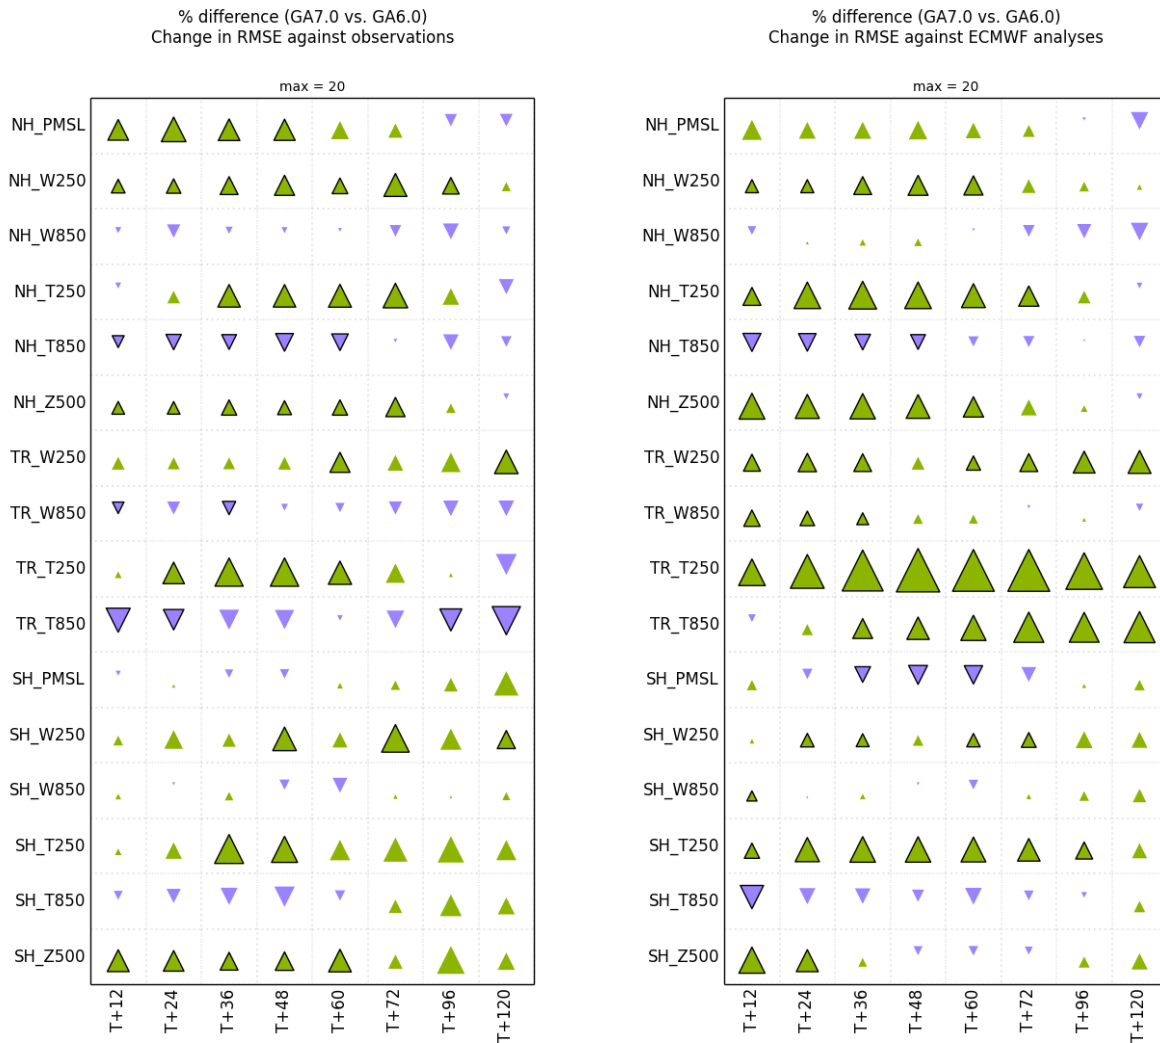 % difference (GA7.0 vs. GA6.0)
Change in RMSE against observations
max = 20
NH_PMSL
NH_W250
NH_W850
NH_T250
NH_T850
NH_Z500
TR_W250
TR_W850
TR_T250
TR_T850
SH_PMSL
SH_W250
SH_W850
SH_T250
SH_T850
SH_Z500
T+12
T+24
T+36
T+48
T+60
T+72
T+96
T+120
% difference (GA7.0 vs. GA6.0)
Change in RMSE against ECMWF analyses
max = 20
NH_PMSL
NH_W250
NH_W850
NH_T250
NH_T850
NH_Z500
TR_W250
TR_W850
TR_T250
TR_T850
SH_PMSL
SH_W250
SH_W850
SH_T250
SH_T850
SH_Z500
T+12
T+24
T+36
T+48
T+60
T+72
T+96
T+120